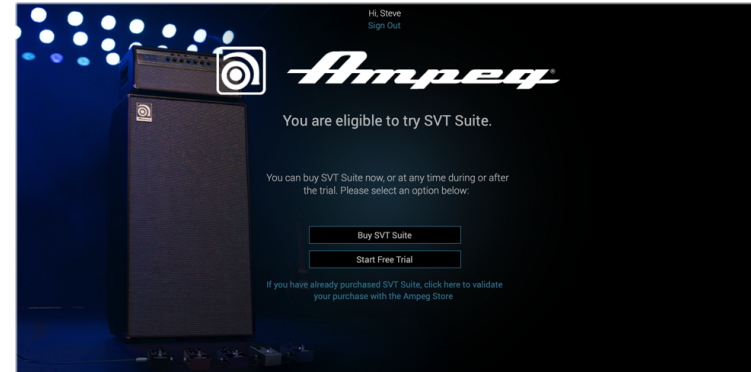 Hi, Steve
Sign Out
Ampeg
You are eligible to try SVT Suite.
You can buy SVT Suite now, or at any time during or after
the trial. Please select an option below:
Buy SVT Suite
Start Free Trial
If you have already purchased SVT Suite, click here to validate
your purchase with the Ampeg Store